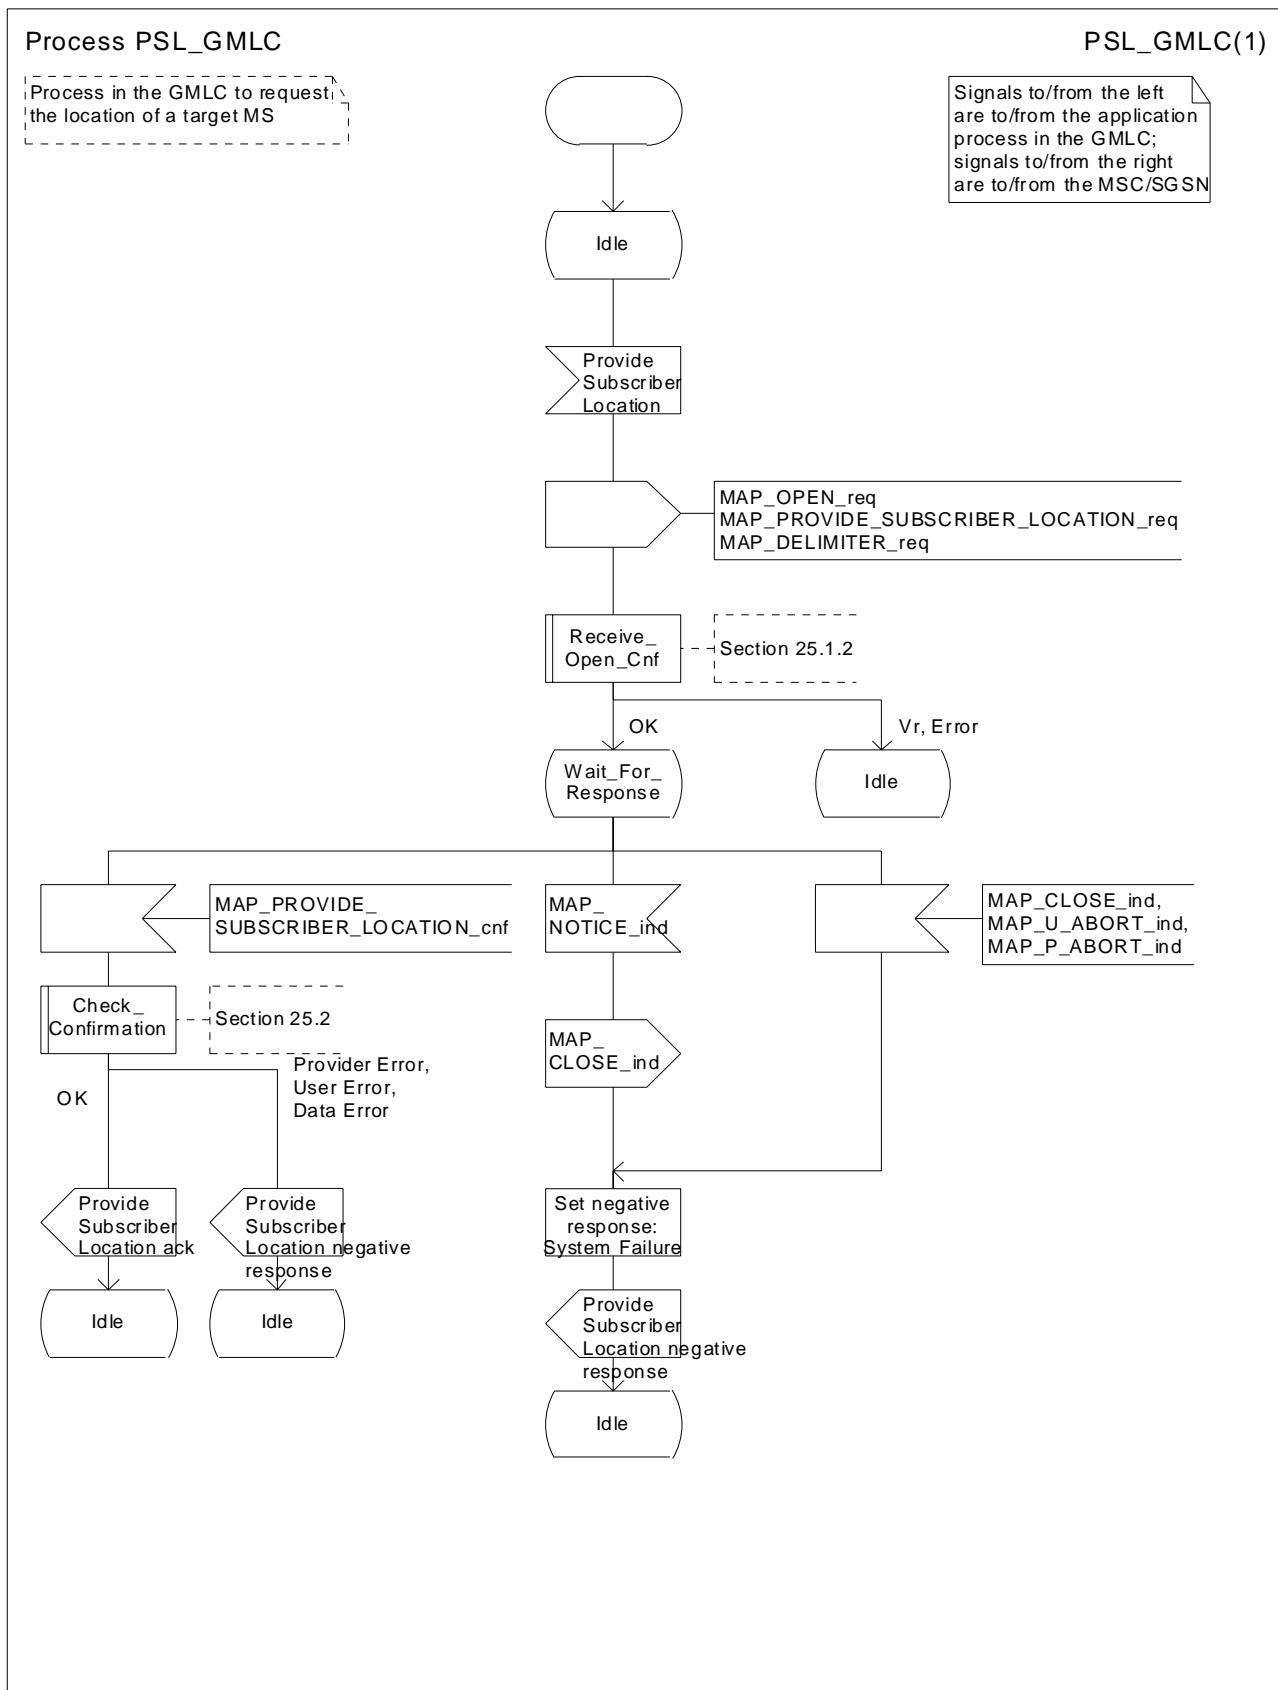 Process PSL_GMLC
PSL_GMLC(1)
Process in the GMLC to request
the location of a target MS
Signals to/from the left
are to/from the application
process in the GMLC;
signals to/from the right
are to/from the MSC/SGSN
Idle
Provide
Subscriber
Location
MAP_OPEN_req
MAP_PROVIDE_SUBSCRIBER_LOCATION_req
MAP_DELIMITER_req
Receive_
Open_Cnf
Section 25.1.2
OK
Vr, Error
Wait_For_
Response
Idle
MAP_PROVIDE_
SUBSCRIBER_LOCATION_cnf
MAP_
NOTICE_ind
MAP_CLOSE_ind,
MAP_U_ABORT_ind,
MAP_P_ABORT_ind
Check_
Confirmation
Section 25.2
MAP_
CLOSE_ind
OK
Provider Error,
User Error,
Data Error
Provide
Subscriber
Location ack
Provide
Subscriber
Location negative
response
Set negative
response:
System Failure
Idle
Idle
Provide
Subscriber
Location negative
response
Idle